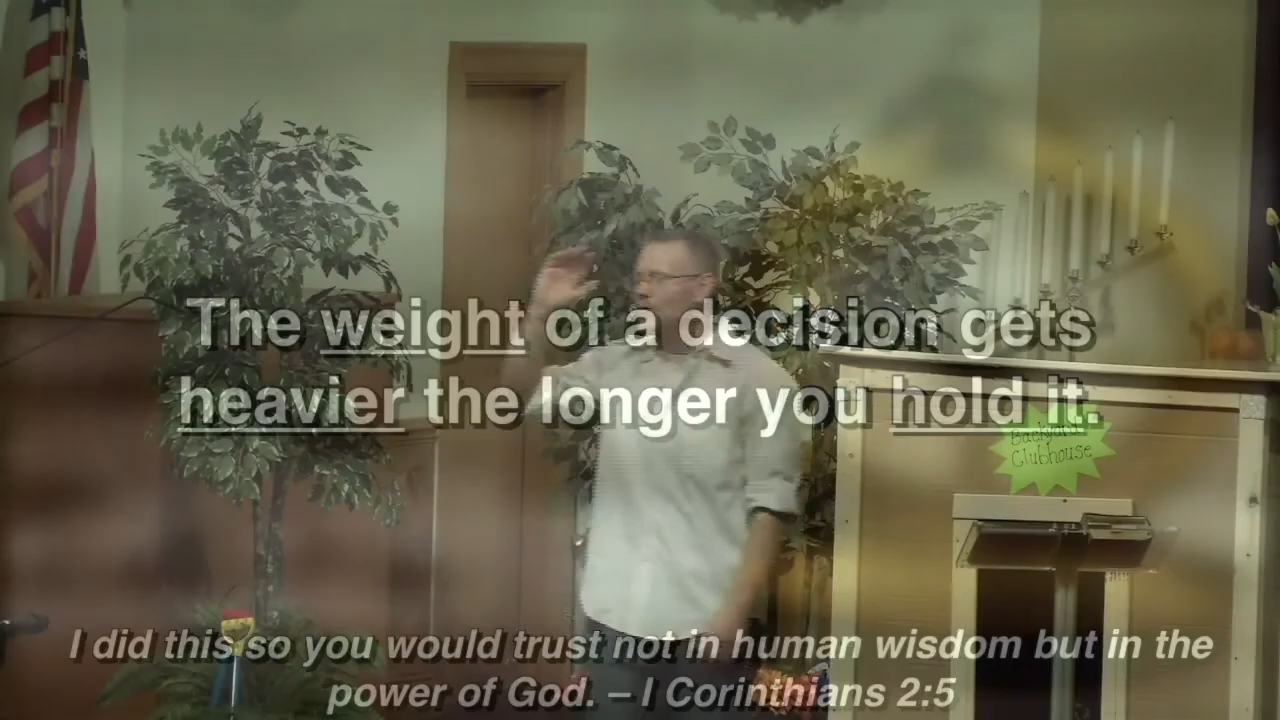 The weight of a decision gets
heavier the longer you hold it.
Backyard
Clubhouse
I did this so you would trust not in human wisdom but in the
power of God. – I Corinthians 2:5